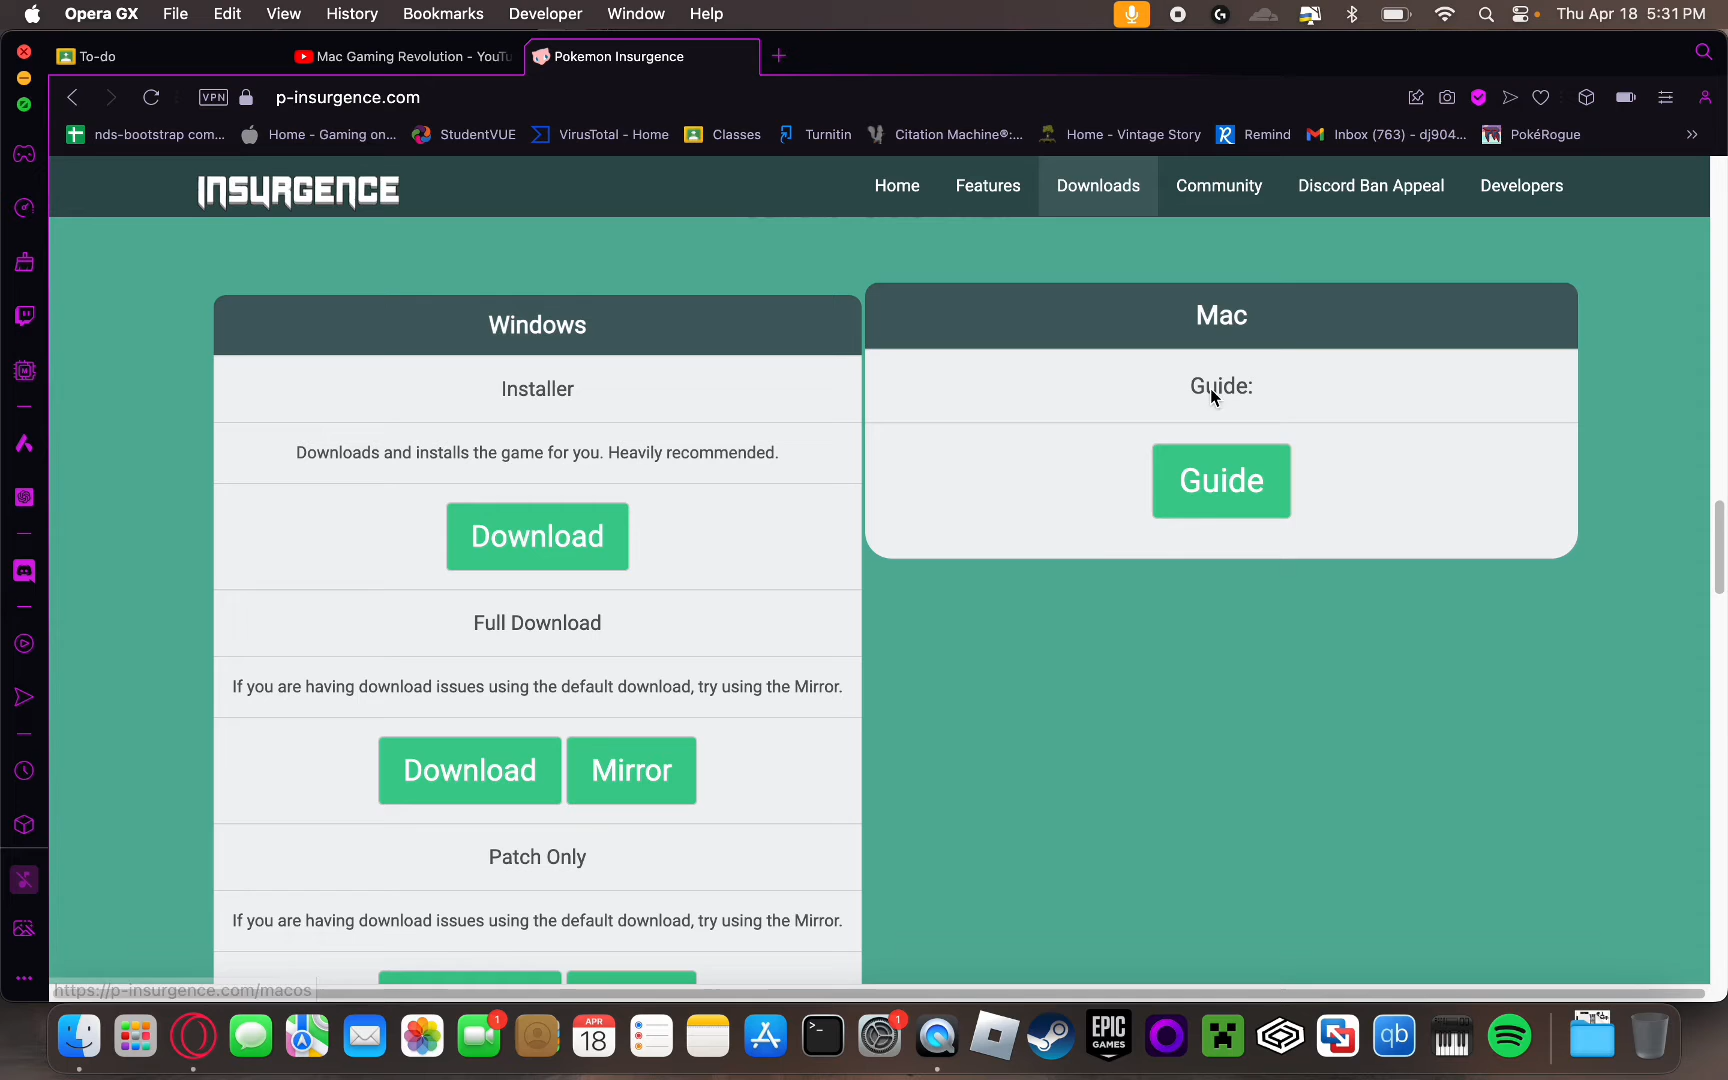 Opera GX File Edit View History Bookmarks Developer Window Help Thu Apr 18 5:31 PM
To-do Mac Gaming Revolution - YouTu Pokemon Insurgence
VPN p-insurgence.com
nds-bootstrap com... Home - Gaming on... StudentVUE VirusTotal - Home Classes Turnitin Citation Machine®:... Home - Vintage Story Remind Inbox (763) - dj904... PokéRogue
INSURGENCE Home Features Downloads Community Discord Ban Appeal Developers
Windows
Installer
Downloads and installs the game for you. Heavily recommended.
Download
Full Download
If you are having download issues using the default download, try using the Mirror.
Download Mirror
Patch Only
If you are having download issues using the default download, try using the Mirror.
Mac
Guide:
Guide
https://p-insurgence.com/macos
1 APR 18 1 EPIC GAMES qb